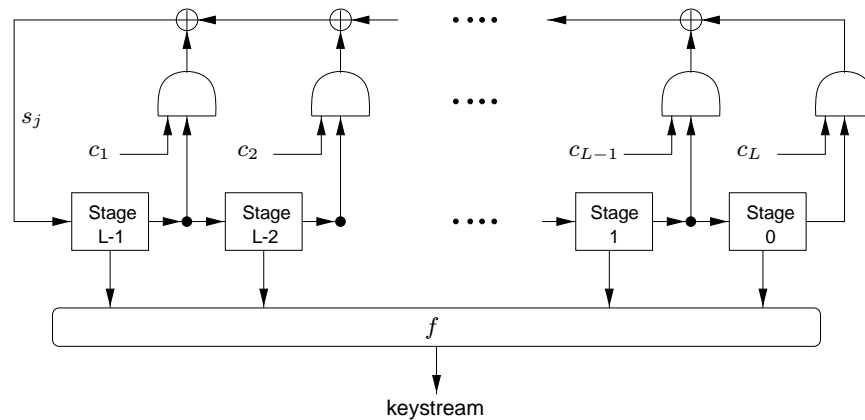 s_j
c_1 c_2 c_{L-1} c_L
Stage L-1
Stage L-2
Stage 1
Stage 0
f
keystream